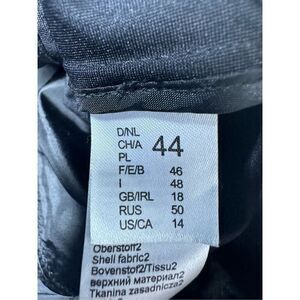 D/NL
CH/A 44
PL
F/E/B 46
I 48
GB/IRL 18
RUS 50
US/CA 14
Oberstoff2
Shell fabric2
Bovenstof2/Tissu2
верхний материал2
Tkanina zasadnicza2